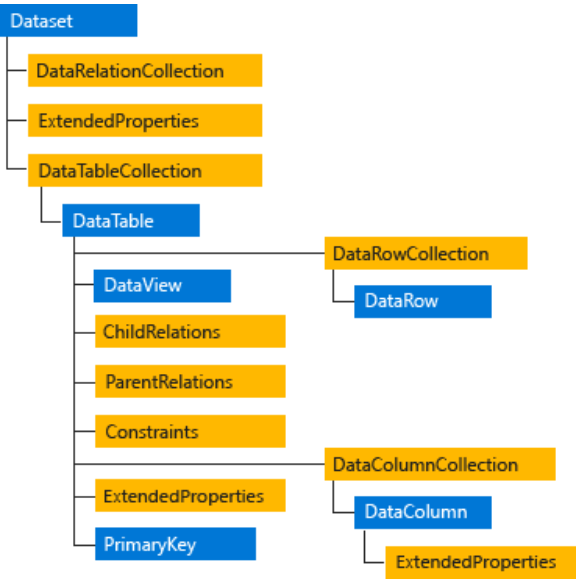 Dataset
DataRelationCollection
ExtendedProperties
DataTableCollection
DataTable
DataRowCollection
DataView
DataRow
ChildRelations
ParentRelations
Constraints
DataColumnCollection
ExtendedProperties
DataColumn
PrimaryKey
ExtendedProperties